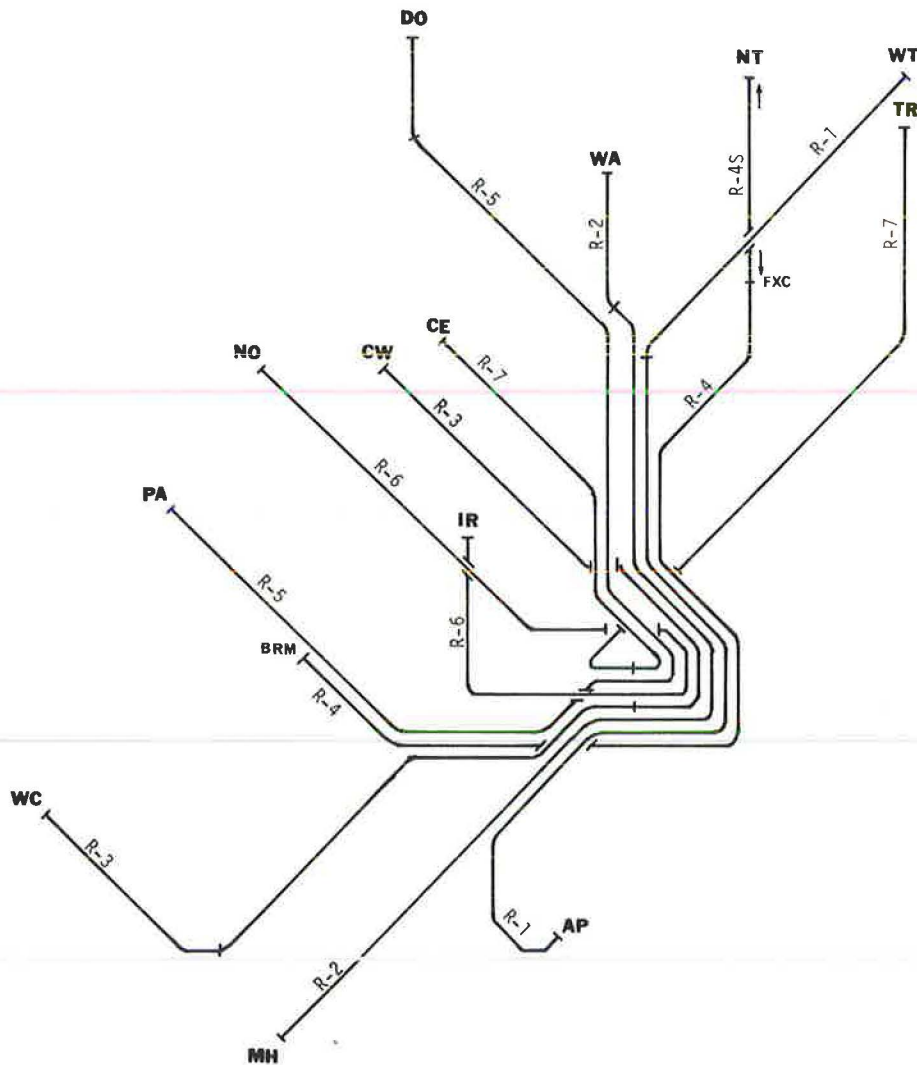 DO
NT
WT
TR
R-1
WA
R-4S
R-5
R-2
R-7
FXC
CE
NO
CW
R-7
R-4
R-3
R-6
PA
IR
R-5
R-6
BRM
R-4
WC
R-3
R-1
AP
R-2
MH